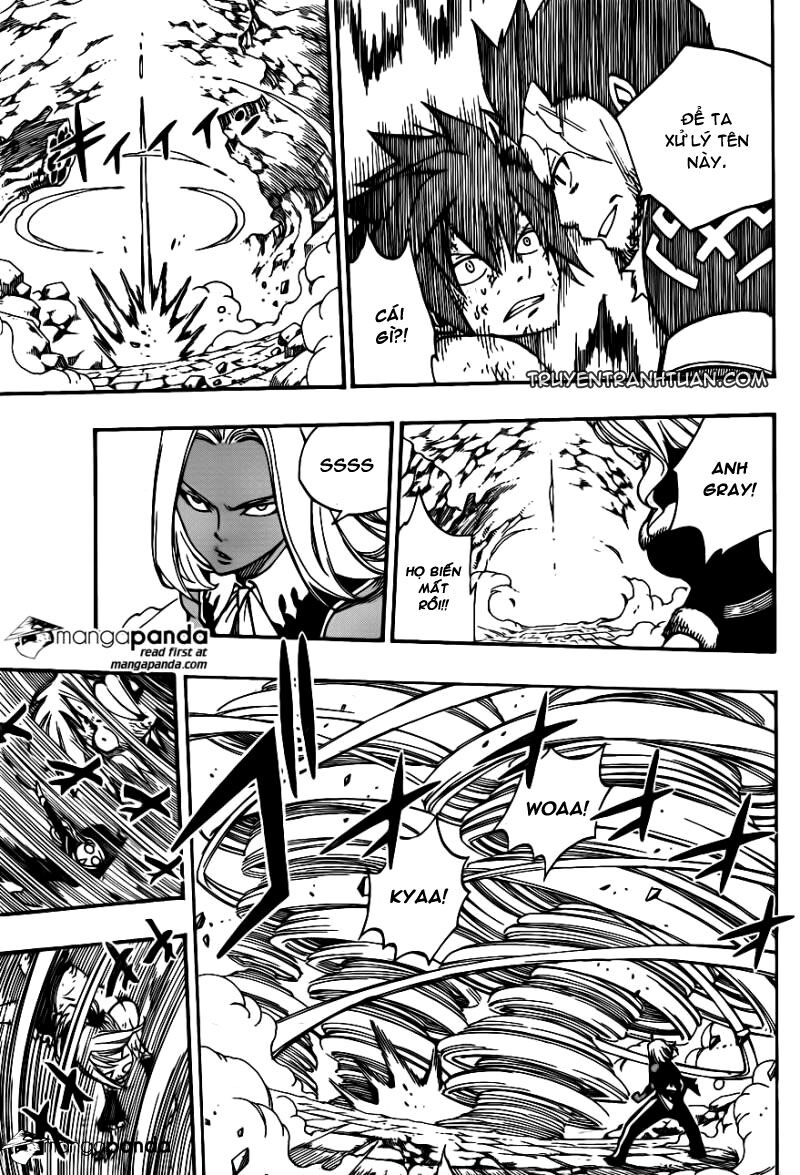 ĐỂ TA
XỬ LÝ TÊN
NÀY.
CÁI
GÌ?!
TRUYENTRANHTUAN.COM
ANH
GRAY!
HỌ BIẾN
MẤT
RỒI!!
SSSS
mangapanda
read first at
mangapanda.com
WOAA!
KYAA!
mangapanda